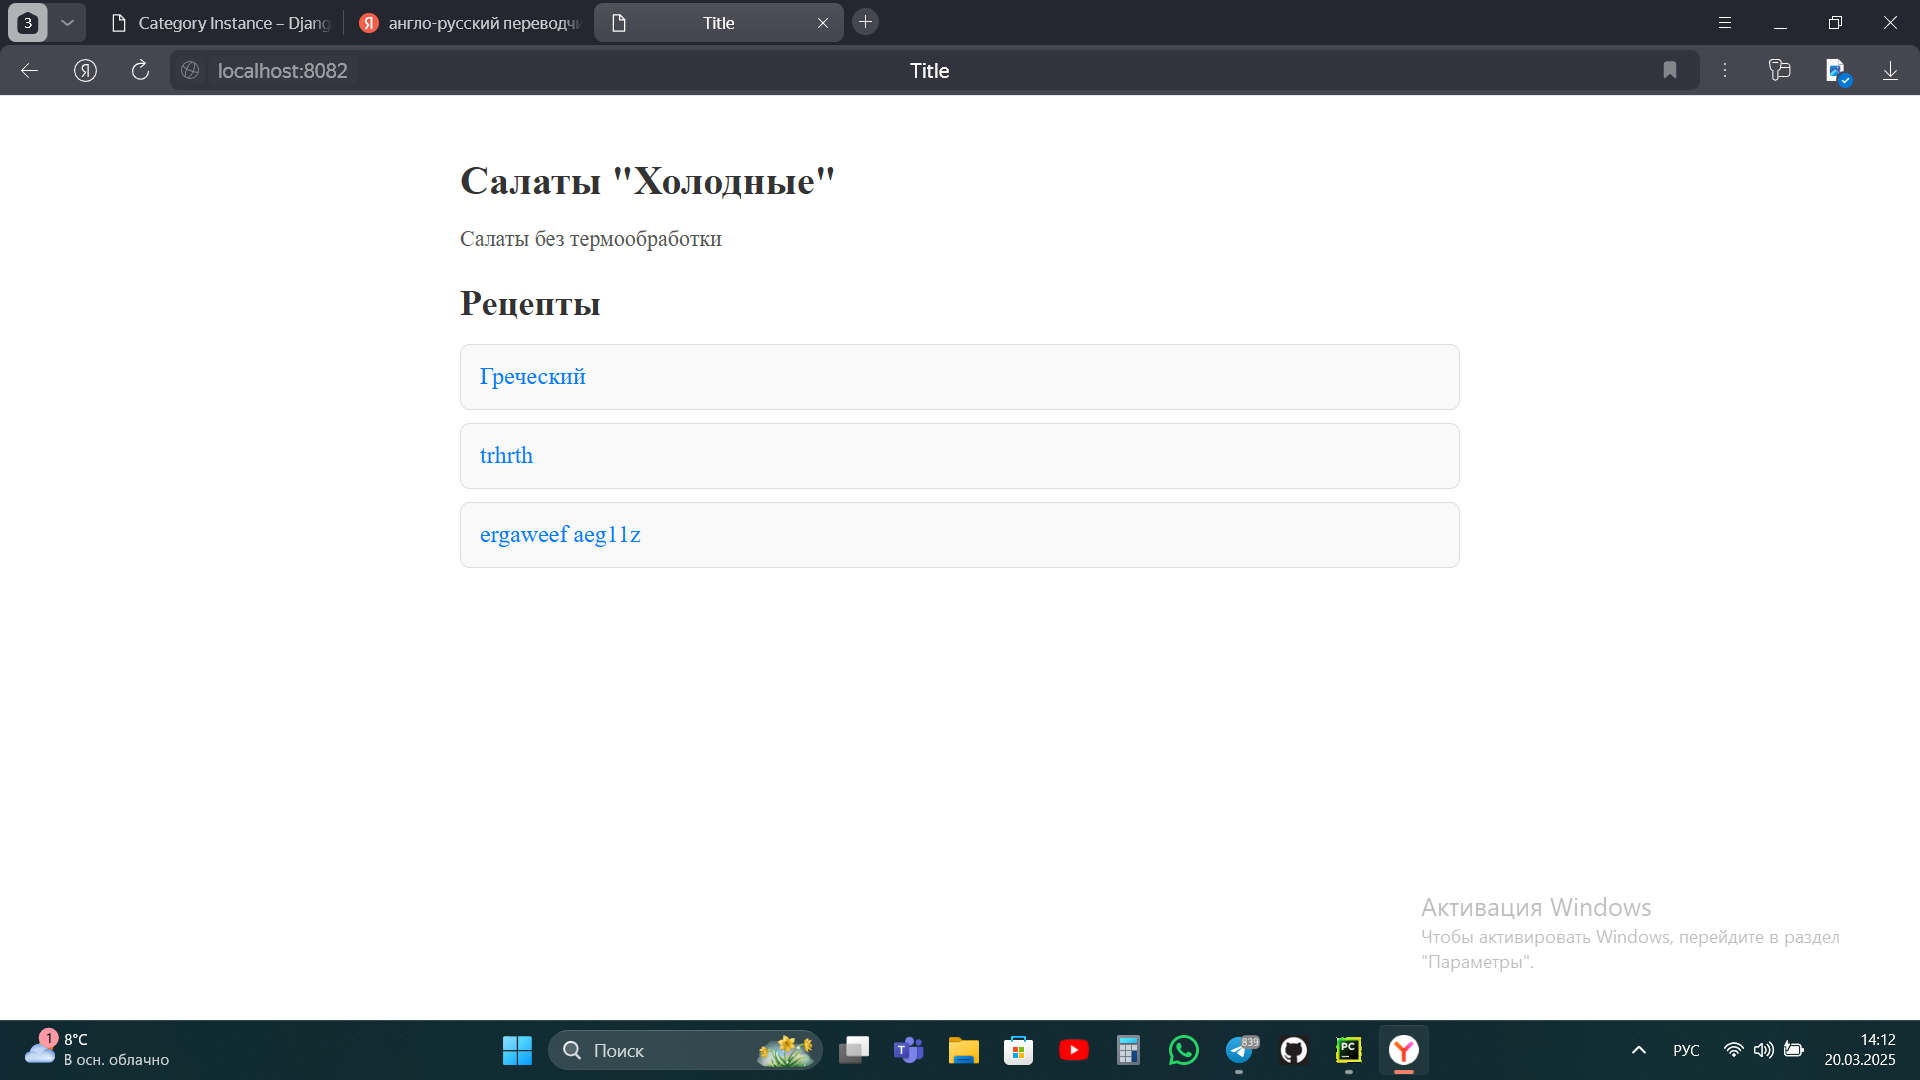 3
Category Instance – Djang
Я
англо-русский переводчи
Title
Я
localhost:8082
Title
Салаты "Холодные"
Салаты без термообработки
Рецепты
Греческий
trhrth
ergaweef aeg11z
Активация Windows
Чтобы активировать Windows, перейдите в раздел
"Параметры".
1
8°C
В осн. облачно
Поиск
T
839
PC
РУС
14:12
20.03.2025